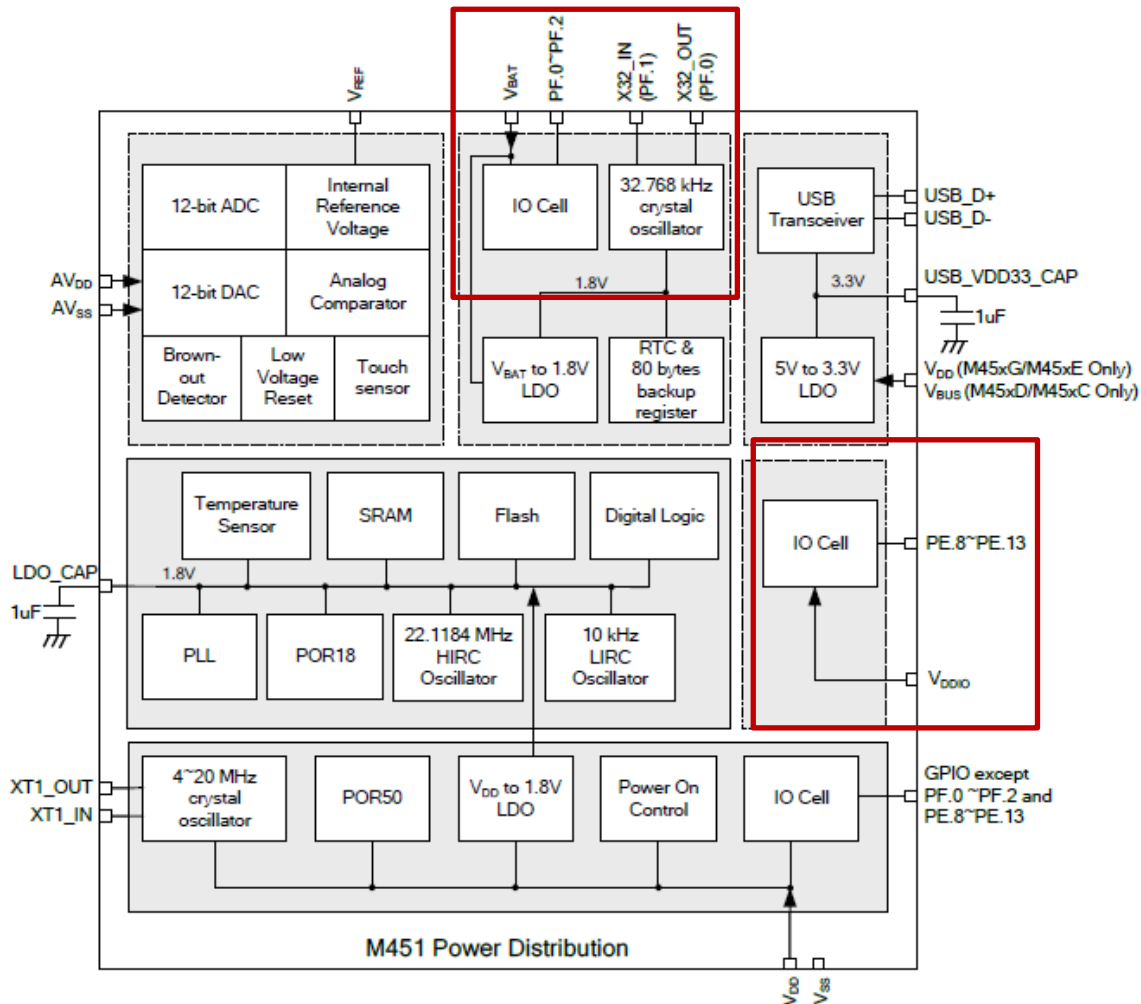 VREF
VBAT
PF.0~PF.2
X32_IN
(PF.1)
X32_OUT
(PF.0)
12-bit ADC
Internal
Reference
Voltage
12-bit DAC
Analog
Comparator
Brown-
out
Detector
Low
Voltage
Reset
Touch
sensor
AVDD
AVSS
IO Cell
32.768 kHz
crystal
oscillator
1.8V
VBAT to 1.8V
LDO
RTC &
80 bytes
backup
register
USB
Transceiver
USB_D+
USB_D-
3.3V
USB_VDD33_CAP
1uF
5V to 3.3V
LDO
VDD (M45xG/M45xE Only)
VBUS (M45xD/M45xC Only)
Temperature
Sensor
SRAM
Flash
Digital Logic
LDO_CAP
1.8V
1uF
PLL
POR18
22.1184 MHz
HIRC
Oscillator
10 kHz
LIRC
Oscillator
IO Cell
PE.8~PE.13
VDDIO
XT1_OUT
XT1_IN
4~20 MHz
crystal
oscillator
POR50
VDD to 1.8V
LDO
Power On
Control
IO Cell
GPIO except
PF.0 ~PF.2 and
PE.8~PE.13
M451 Power Distribution
VDD
VSS